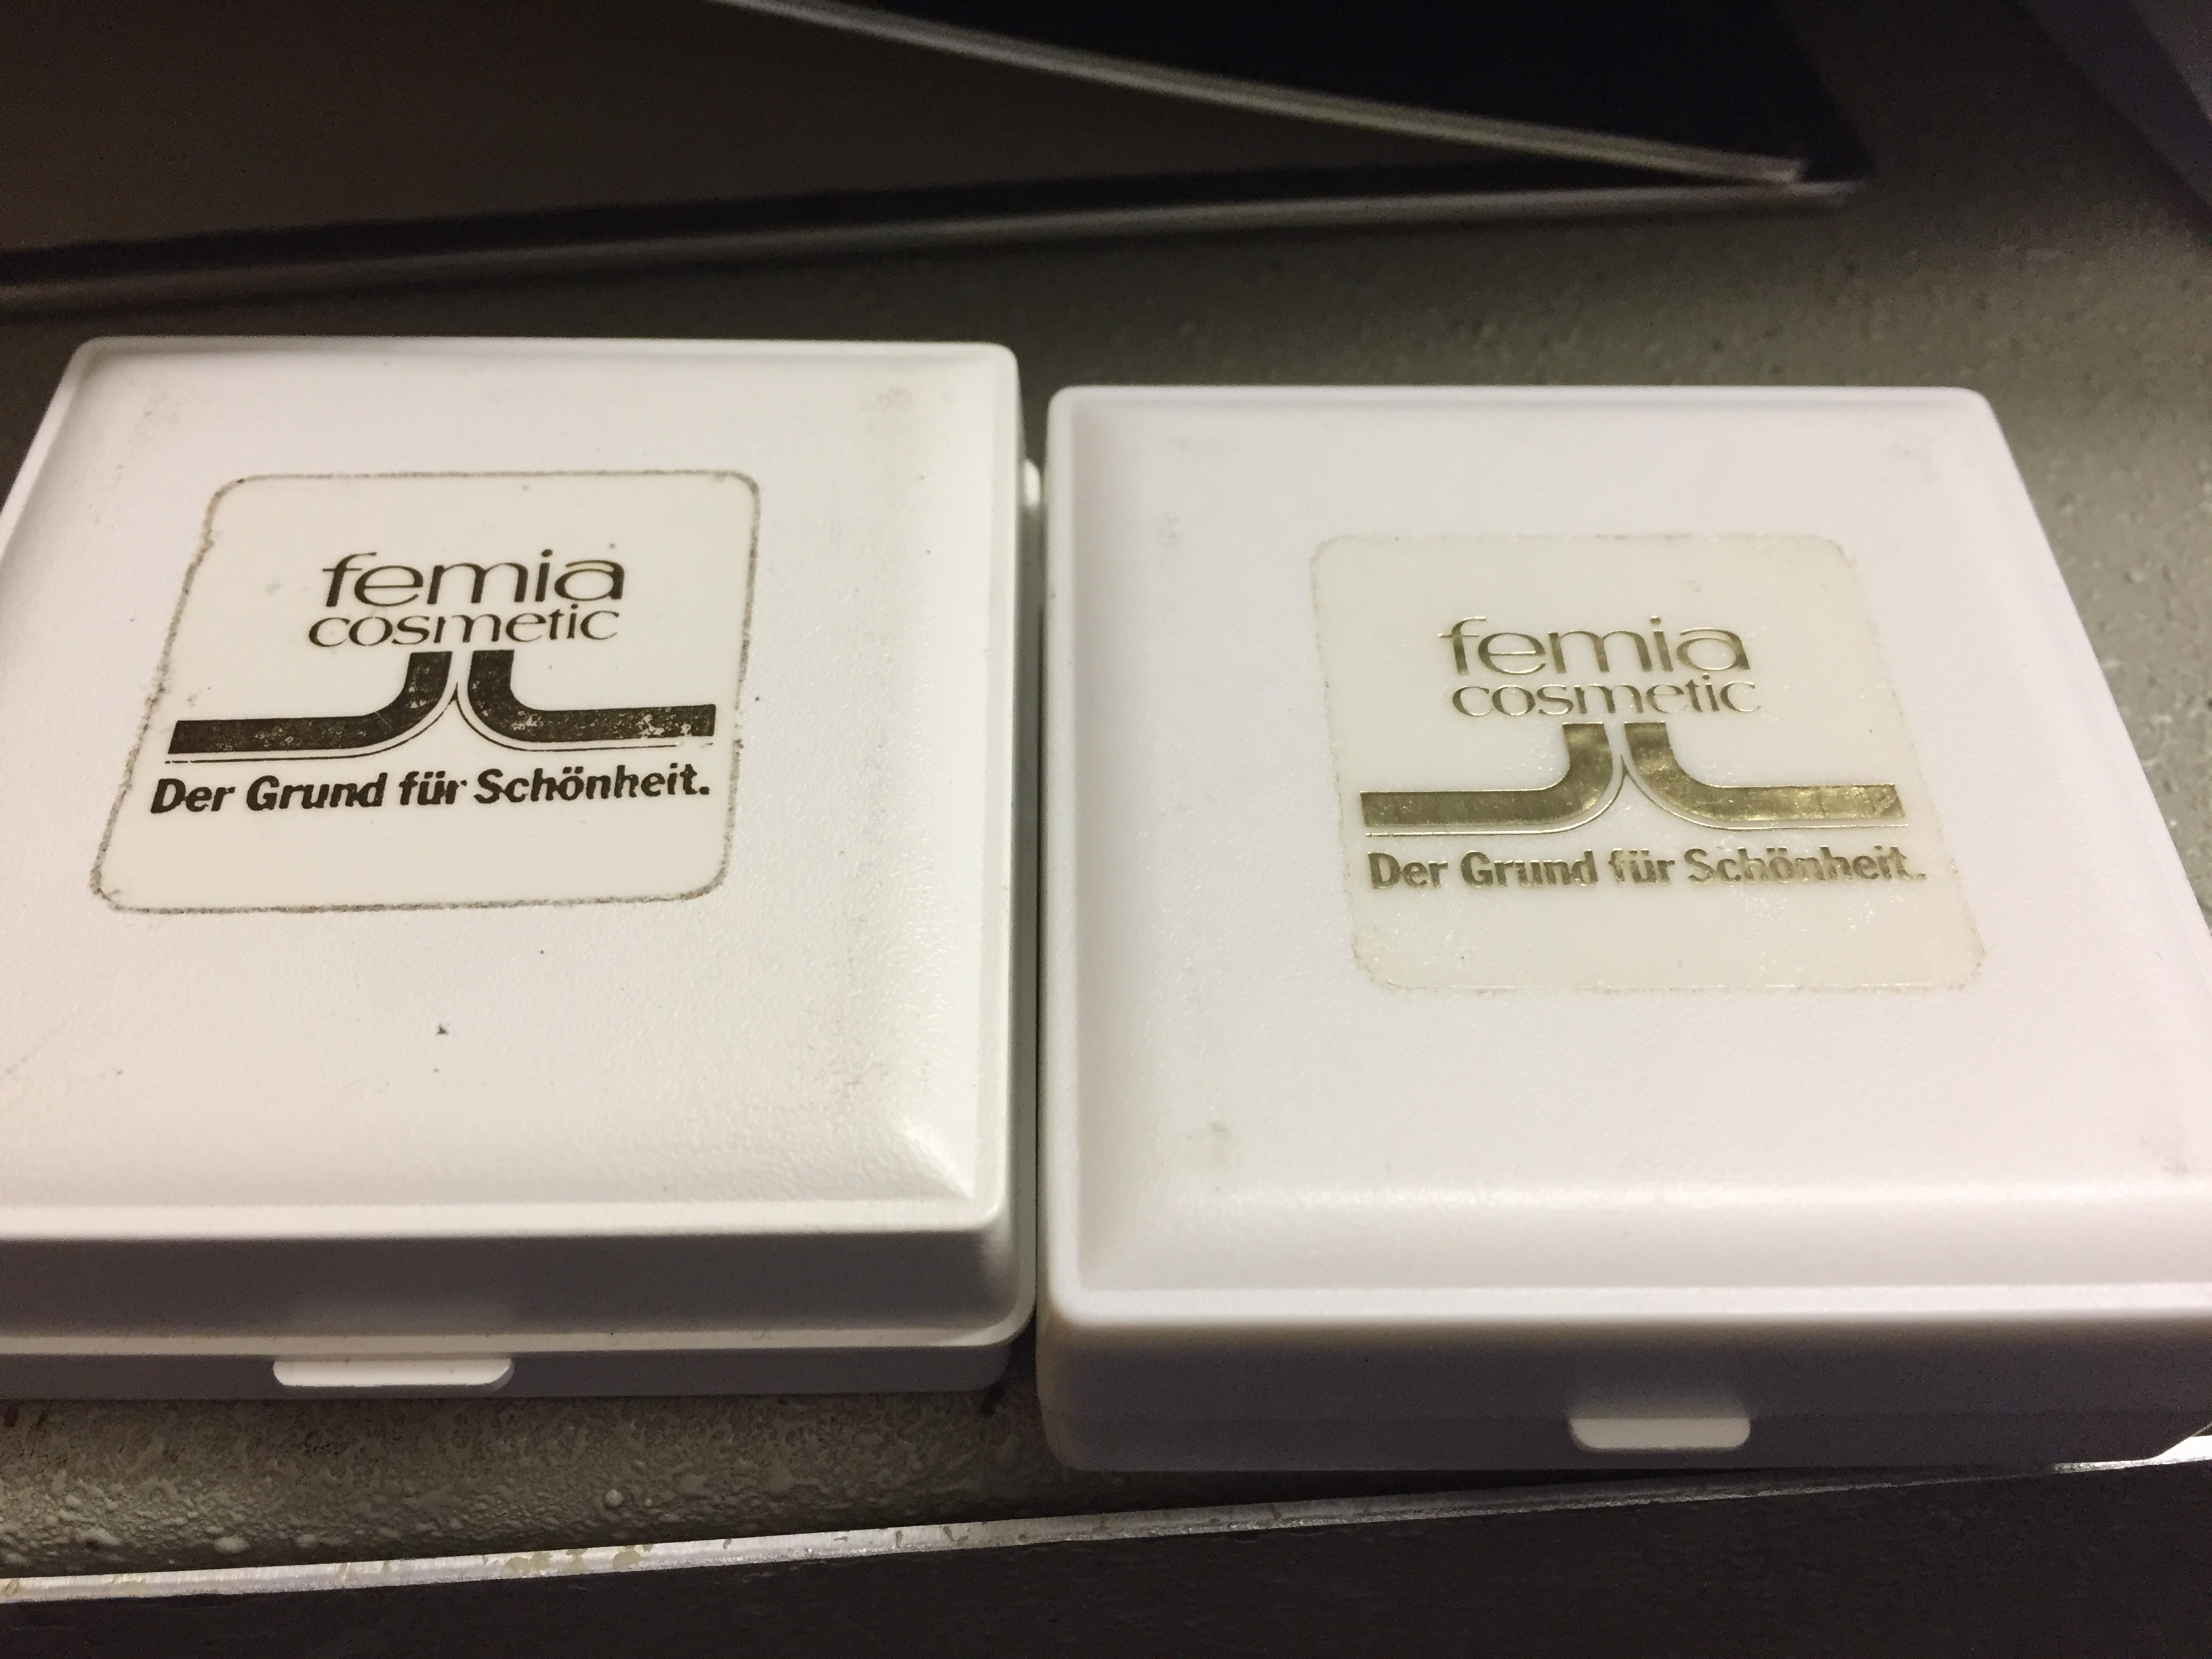 femia
cosmetic
Der Grund für Schönheit.
femia
cosmetic
Der Grund für Schönheit.